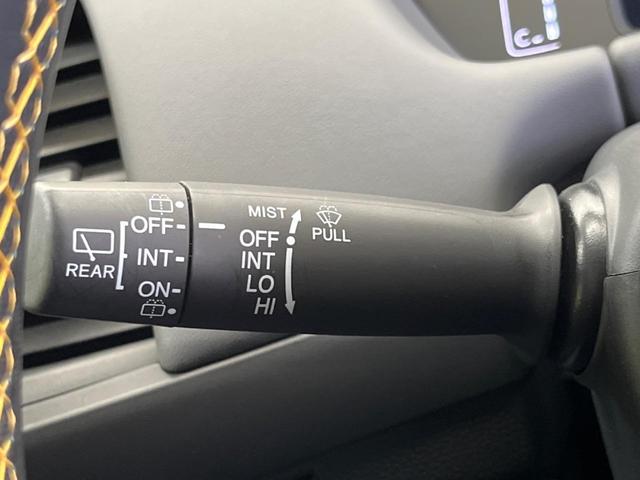 REAR
OFF
INT
ON
MIST
OFF
INT
LO
HI
PULL